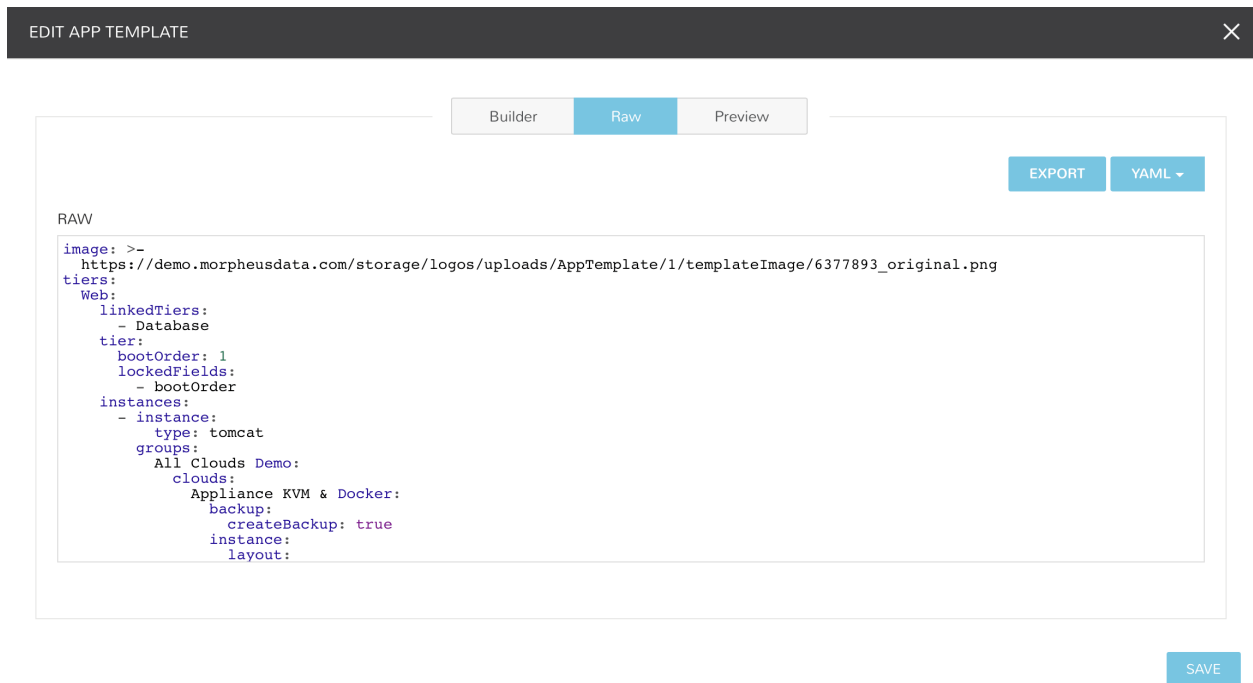 EDIT APP TEMPLATE
Builder Raw Preview
EXPORT YAML
RAW
image: >-
  https://demo.morpheusdata.com/storage/logos/uploads/AppTemplate/1/templateImage/6377893_original.png
tiers:
  Web:
    linkedTiers:
      - Database
    tier:
      bootOrder: 1
      lockedFields:
        - bootOrder
    instances:
      - instance:
          type: tomcat
        groups:
          All Clouds Demo:
            clouds:
              Appliance KVM & Docker:
                backup:
                  createBackup: true
                instance:
                  layout:
SAVE